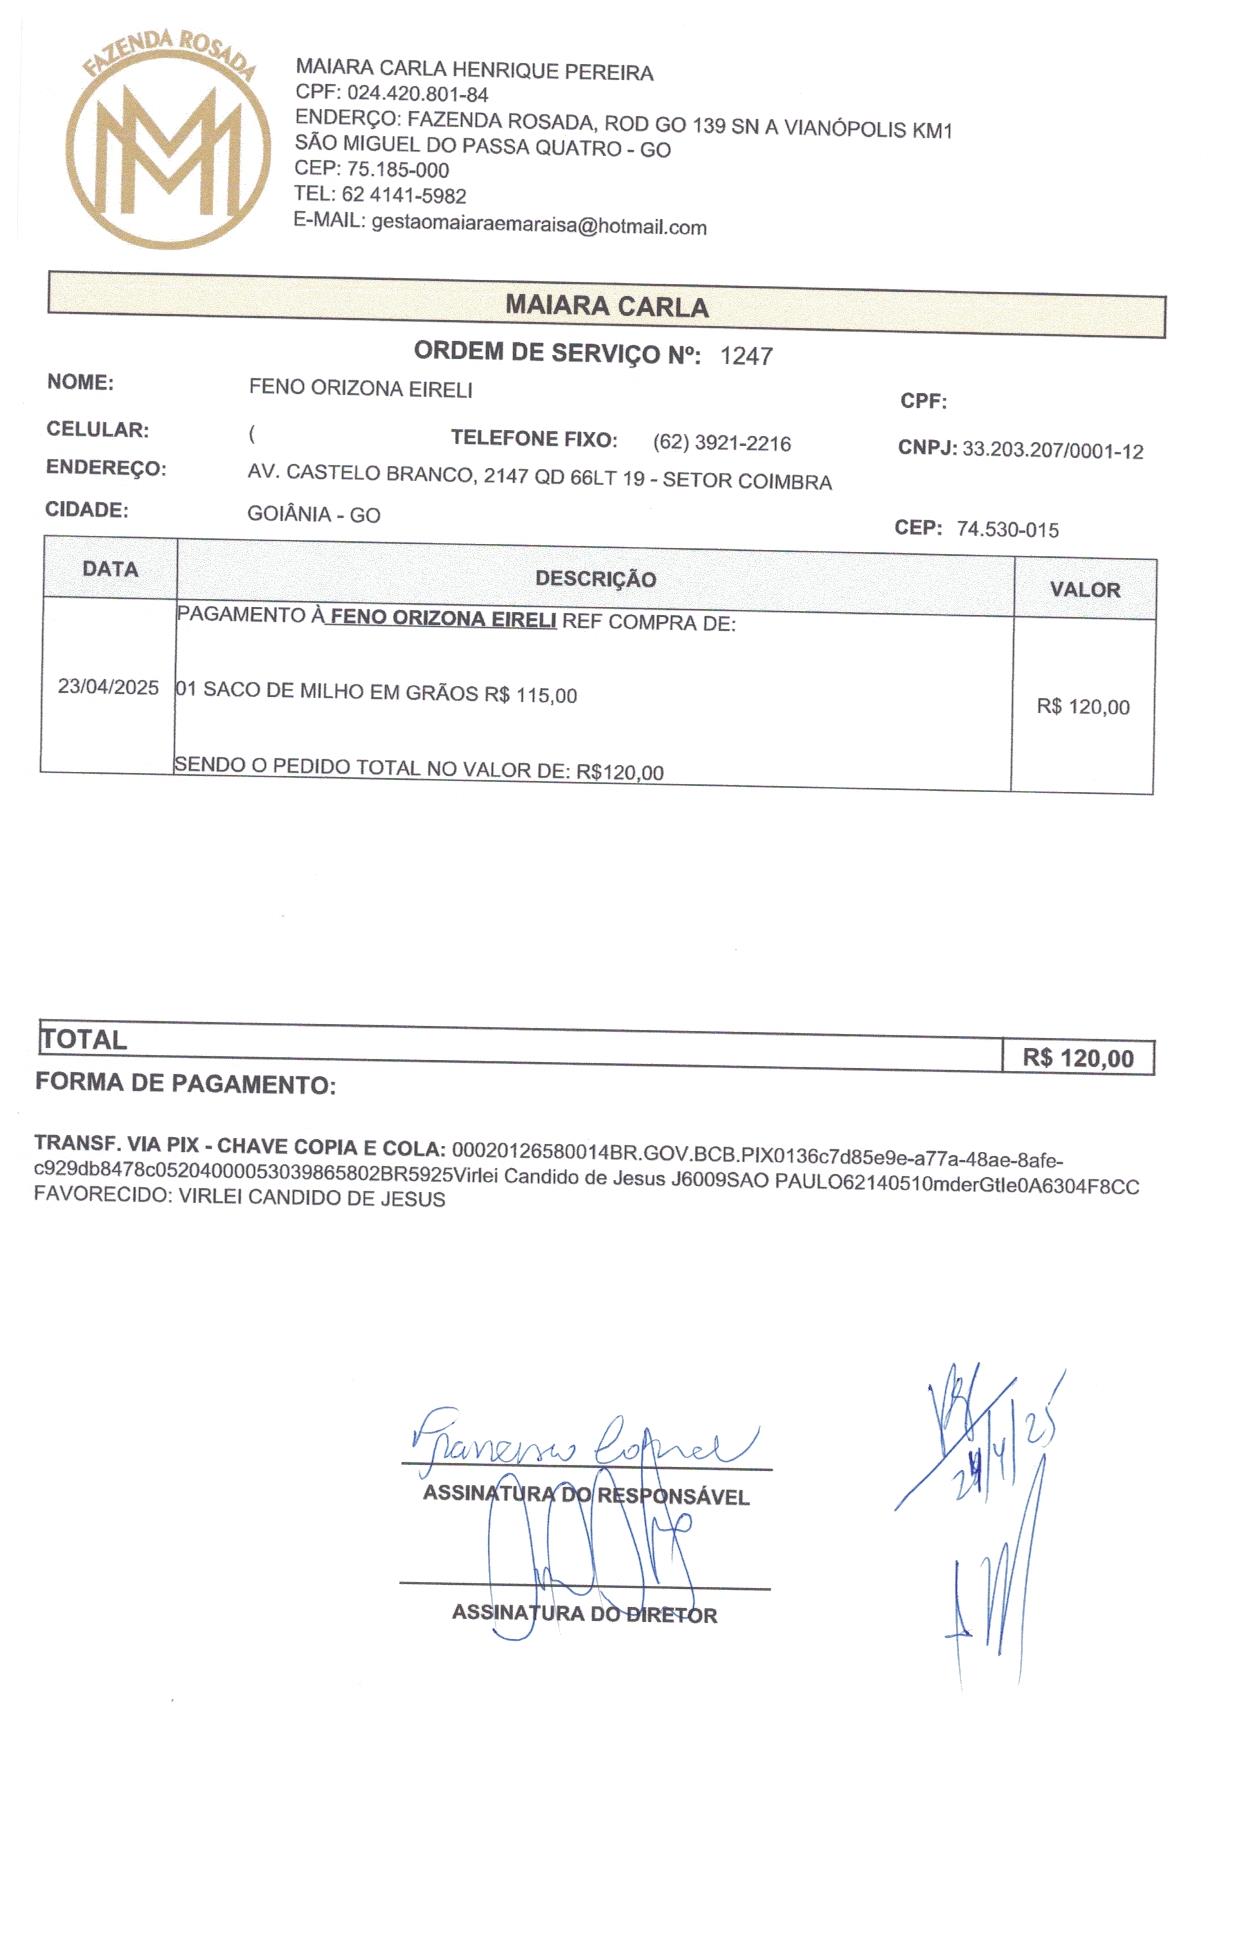 FAZENDA ROSADA
MM
MAIARA CARLA HENRIQUE PEREIRA
CPF: 024.420.801-84
ENDERÇO: FAZENDA ROSADA, ROD GO 139 SN A VIANÓPOLIS KM1
SÃO MIGUEL DO PASSA QUATRO - GO
CEP: 75.185-000
TEL: 62 4141-5982
E-MAIL: gestaomaiaraemaraisa@hotmail.com
MAIARA CARLA
ORDEM DE SERVIÇO Nº: 1247
NOME: FENO ORIZONA EIRELI CPF:
CELULAR: ( TELEFONE FIXO: (62) 3921-2216 CNPJ: 33.203.207/0001-12
ENDEREÇO: AV. CASTELO BRANCO, 2147 QD 66LT 19 - SETOR COIMBRA
CIDADE: GOIÂNIA - GO CEP: 74.530-015
DATA DESCRIÇÃO VALOR
PAGAMENTO À FENO ORIZONA EIRELI REF COMPRA DE:
23/04/2025 01 SACO DE MILHO EM GRÃOS R$ 115,00 R$ 120,00
SENDO O PEDIDO TOTAL NO VALOR DE: R$120,00
TOTAL R$ 120,00
FORMA DE PAGAMENTO:
TRANSF. VIA PIX - CHAVE COPIA E COLA: 00020126580014BR.GOV.BCB.PIX0136c7d85e9e-a77a-48ae-8afe-
c929db8478c05204000053039865802BR5925Virlei Candido de Jesus J6009SAO PAULO62140510mderGtIe0A6304F8CC
FAVORECIDO: VIRLEI CANDIDO DE JESUS
24/4/25
ASSINATURA DO RESPONSÁVEL
ASSINATURA DO DIRETOR